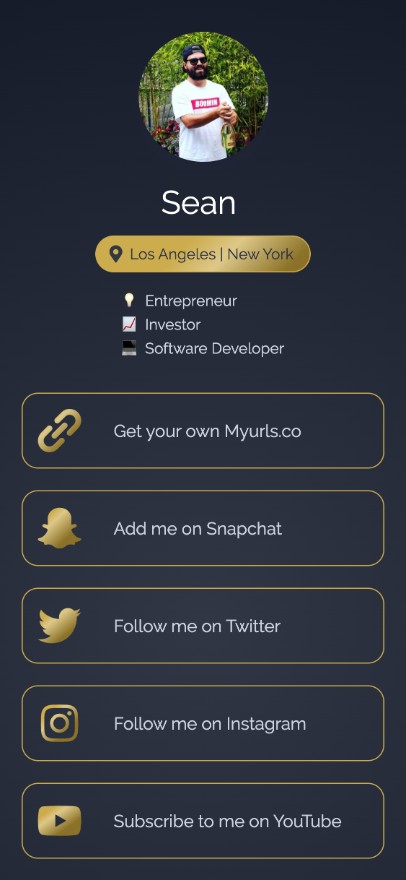 BOOMIN
Sean
Los Angeles | New York
Entrepreneur
Investor
Software Developer
Get your own Myurls.co
Add me on Snapchat
Follow me on Twitter
Follow me on Instagram
Subscribe to me on YouTube